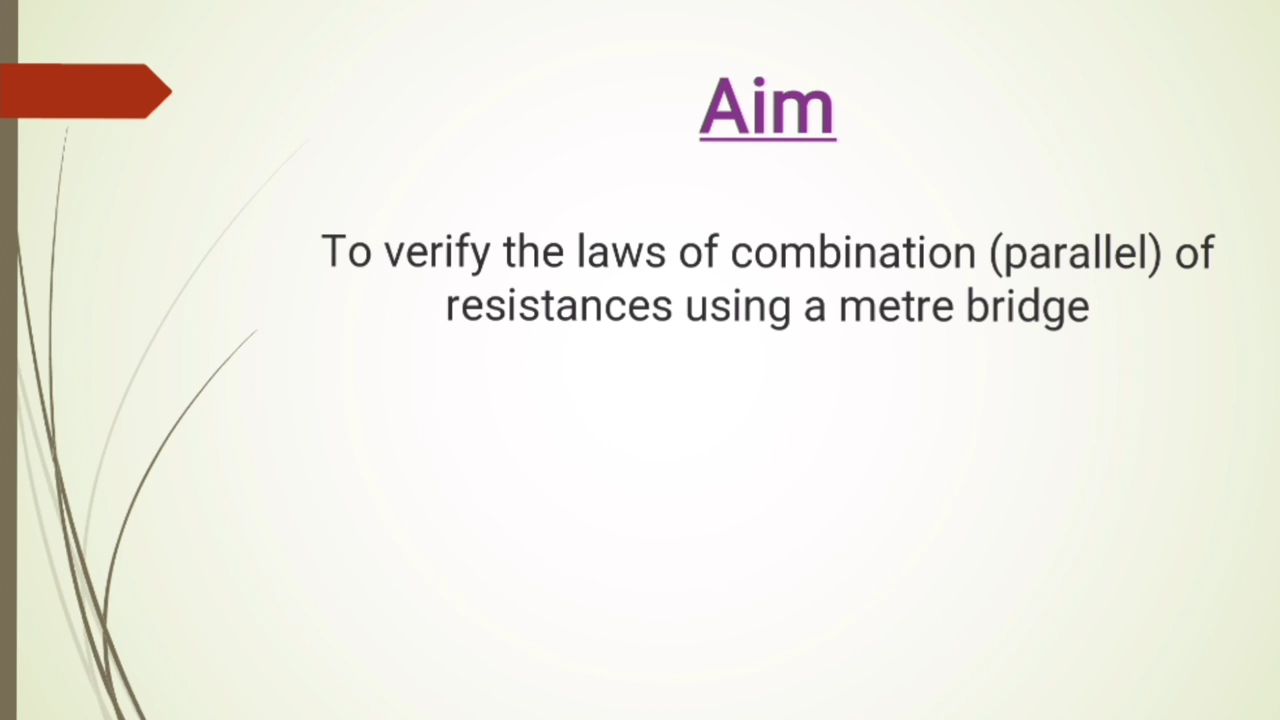 Aim
To verify the laws of combination (parallel) of
resistances using a metre bridge